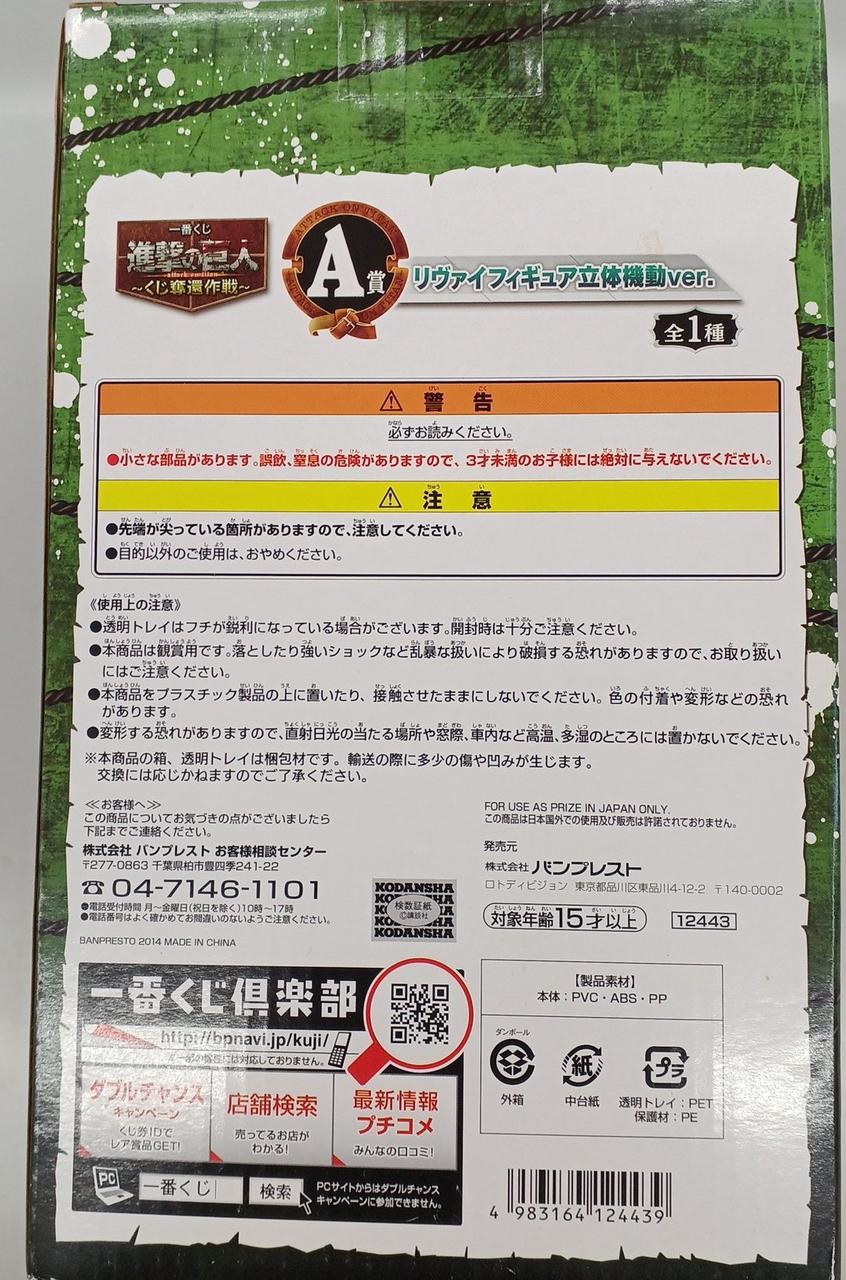 一番くじ
進撃の巨人
attack on titan
～くじ奪還作戦～
ATTACK ON TITAN
A賞
リヴァイフィギュア立体機動ver.
全1種
⚠ 警告
必ずお読みください。
●小さな部品があります。誤飲、窒息の危険がありますので、3才未満のお子様には絶対に与えないでください。
⚠ 注意
●先端が尖っている箇所がありますので、注意してください。
●目的以外のご使用は、おやめください。
《使用上の注意》
●透明トレイはフチが鋭利になっている場合がございます。開封時は十分ご注意ください。
●本商品は観賞用です。落としたり強いショックなど乱暴な扱いにより破損する恐れがありますので、お取り扱い
にはご注意ください。
●本商品をプラスチック製品の上に置いたり、接触させたままにしないでください。色の付着や変形などの恐れ
があります。
●変形する恐れがありますので、直射日光の当たる場所や窓際、車内など高温、多湿のところには置かないでください。
※本商品の箱、透明トレイは梱包材です。輸送の際に多少の傷や凹みが生じます。
交換には応じかねますのでご了承ください。
≪お客様へ≫
この商品についてお気づきの点がございましたら
下記までご連絡ください。
株式会社 バンプレスト お客様相談センター
〒277-0863 千葉県柏市豊四季241-22
☎04-7146-1101
●電話受付時間 月～金曜日(祝日を除く)10時～17時
●電話番号はよく確かめてお間違いのないようご注意ください。
BANPRESTO 2014 MADE IN CHINA
KODANSHA
検数証紙
©講談社
KODANSHA
FOR USE AS PRIZE IN JAPAN ONLY.
この商品は日本国外での使用及び販売は許諾されておりません。
発売元
株式会社 バンプレスト
ロトディビジョン 東京都品川区東品川4-12-2 〒140-0002
対象年齢15才以上
12443
一番くじ倶楽部
http://bpnavi.jp/kuji/
※一部の機種には対応しておりません。
ダブルチャンス
キャンペーン
くじ券IDで
レア賞品GET!
店舗検索
売ってるお店が
わかる!
最新情報
プチコメ
みんなの口コミ!
PC
一番くじ
検索
PCサイトからはダブルチャンス
キャンペーンに参加できません。
【製品素材】
本体：PVC・ABS・PP
ダンボール
外箱
紙
中台紙
プラ
透明トレイ：PET
保護材：PE
4 983164 124439